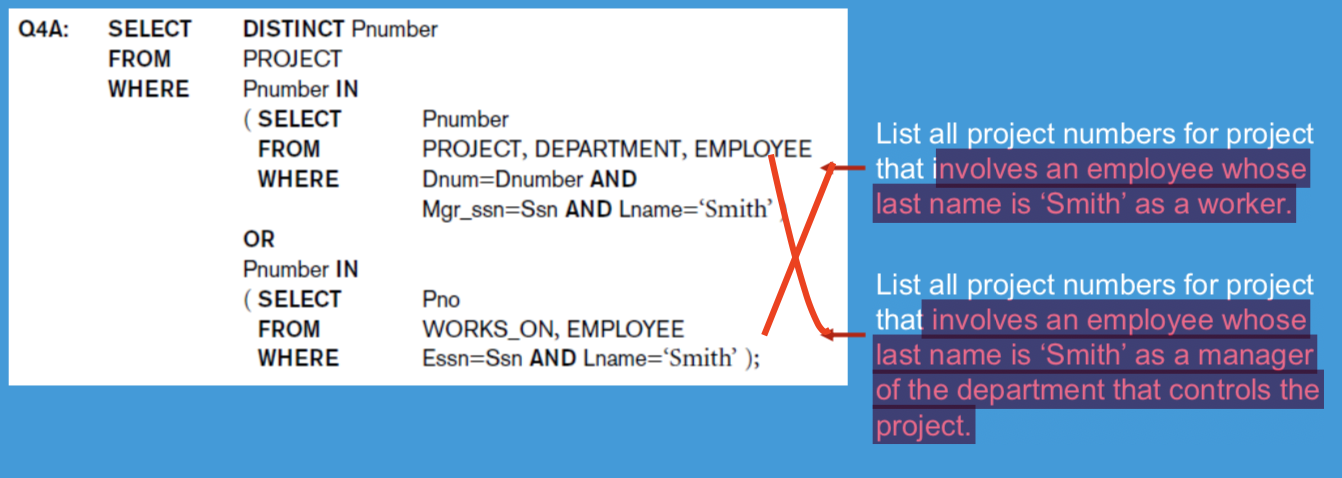 Q4A: SELECT DISTINCT Pnumber
FROM PROJECT
WHERE Pnumber IN
( SELECT Pnumber
FROM PROJECT, DEPARTMENT, EMPLOYEE
WHERE Dnum=Dnumber AND
Mgr_ssn=Ssn AND Lname=‘Smith’ )
OR
Pnumber IN
( SELECT Pno
FROM WORKS_ON, EMPLOYEE
WHERE Essn=Ssn AND Lname=‘Smith’ );
List all project numbers for project
that involves an employee whose
last name is ‘Smith’ as a worker.
List all project numbers for project
that involves an employee whose
last name is ‘Smith’ as a manager
of the department that controls the
project.